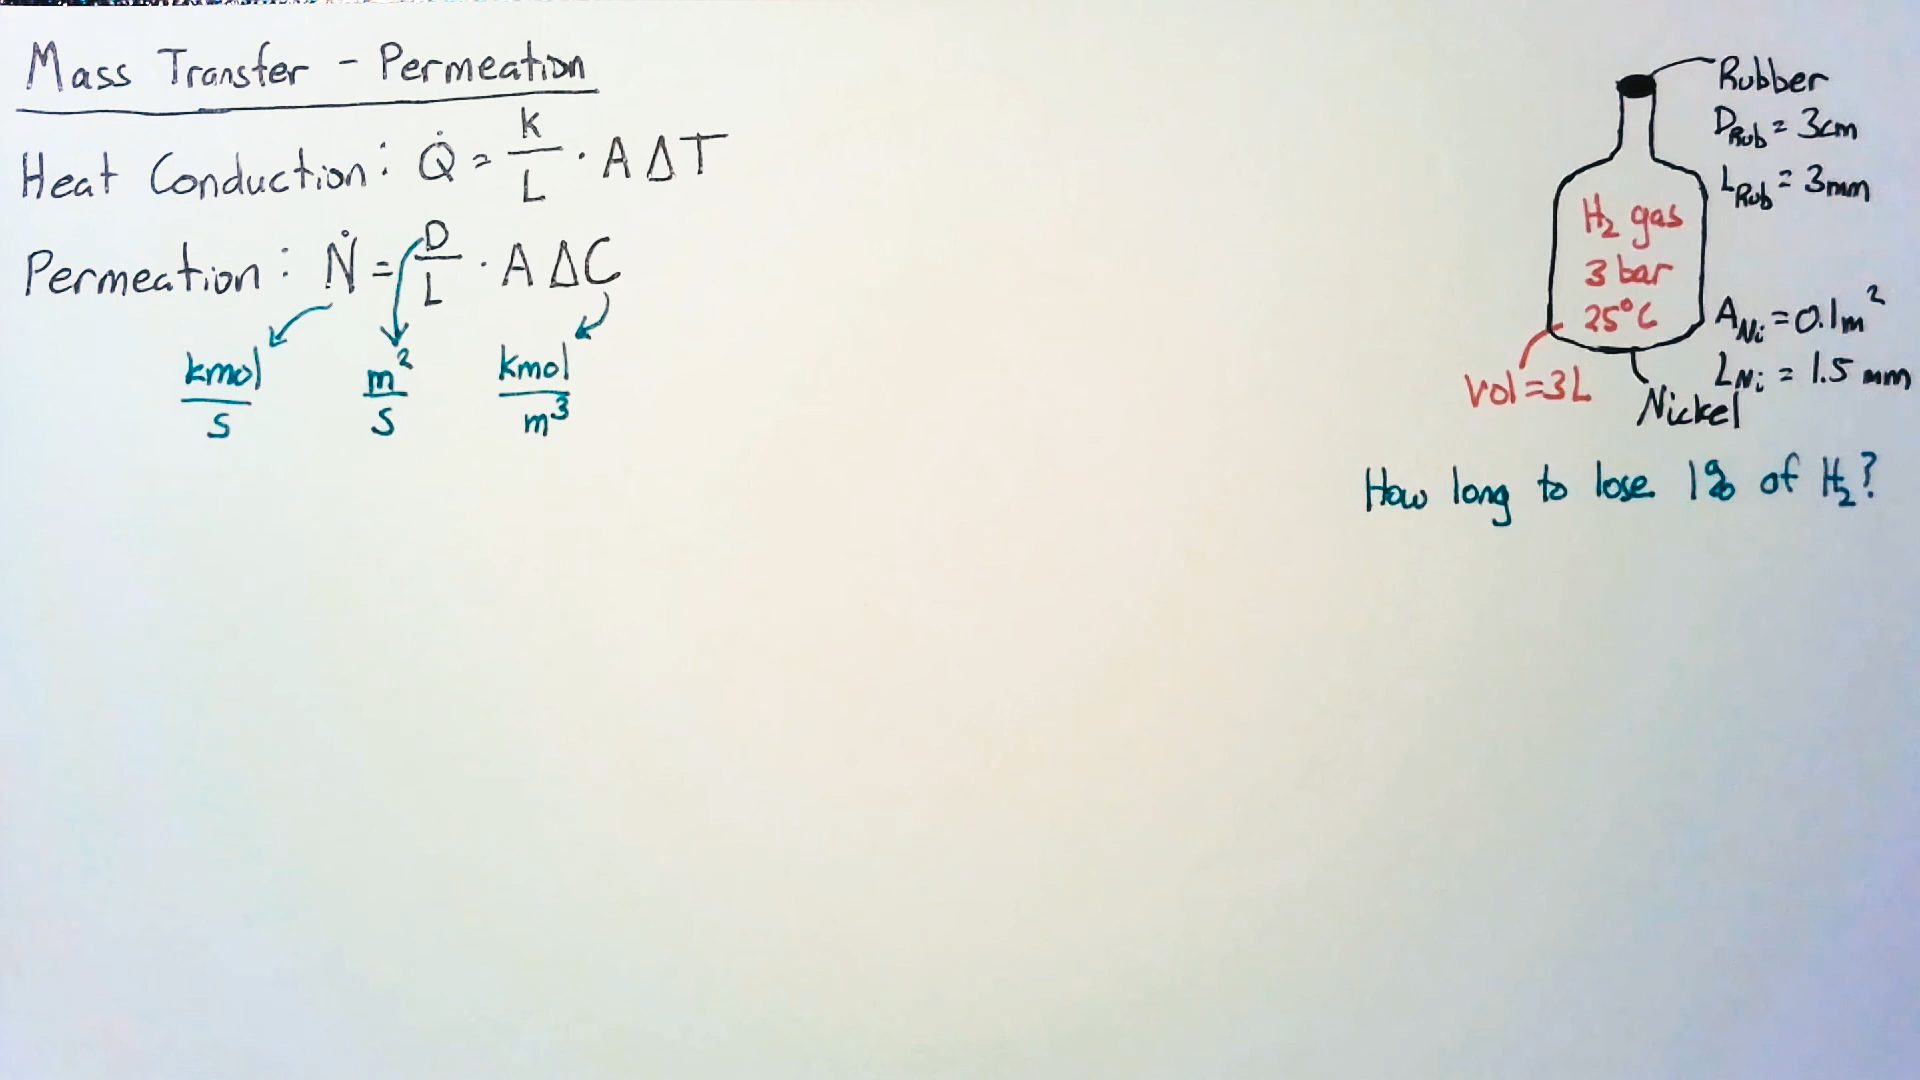 Mass Transfer - Permeation
Heat Conduction: Q̇ = k/L · A ΔT
Permeation: Ṅ = D/L · A ΔC
kmol/s m²/s kmol/m³
Rubber
D_Rub = 3cm
L_Rub = 3mm
H₂ gas
3 bar
25°C
A_Ni = 0.1m²
L_Ni = 1.5 mm
Vol = 3L
Nickel
How long to lose 1% of H₂?